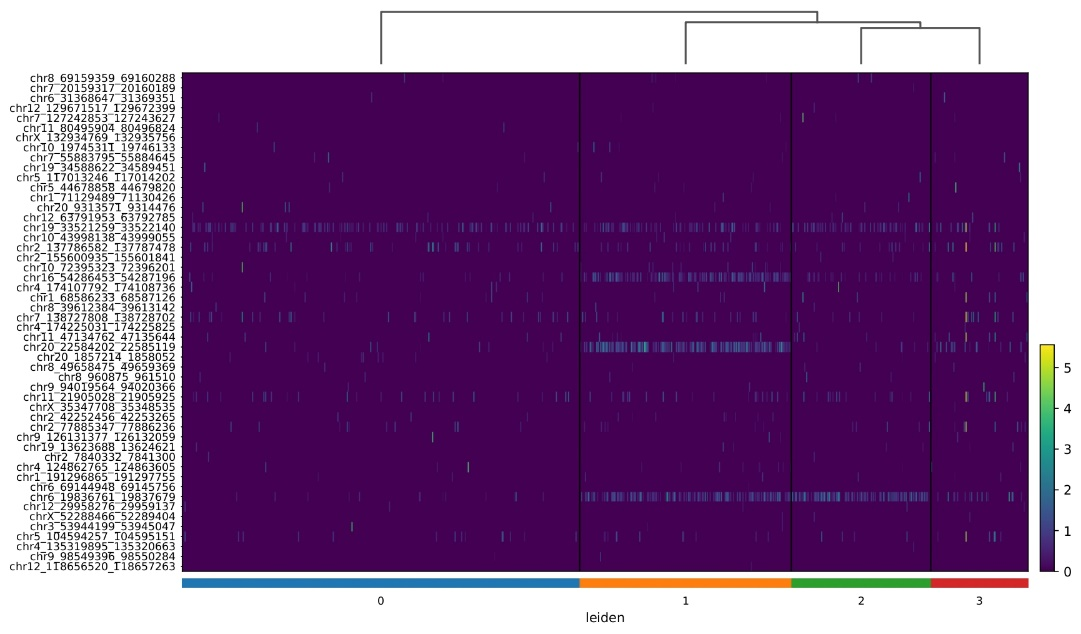 chr8_69159359_69160288
chr7_20159317_20160189
chr6_31368647_31369351
chr12_129671517_129672399
chr7_127242853_127243627
chr11_80495904_80496824
chrX_132934769_132935756
chr10_19745311_19746133
chr7_55883795_55884645
chr19_34588622_34589451
chr5_117013246_117014202
chr5_44678858_44679820
chr1_71129489_71130426
chr20_9313571_9314476
chr12_63791953_63792785
chr19_33521259_33522140
chr10_43998138_43999055
chr2_137786582_137787478
chr2_155600935_155601841
chr10_72395323_72396201
chr16_54286453_54287196
chr4_174107792_174108736
chr1_68586233_68587126
chr8_39612384_39613142
chr7_138727808_138728702
chr4_174225031_174225825
chr11_47134762_47135644
chr20_22584202_22585119
chr20_1857214_1858052
chr8_49658475_49659369
chr8_960875_961510
chr9_94019564_94020366
chr11_21905028_21905925
chrX_35347708_35348535
chr2_42252456_42253265
chr2_77885347_77886236
chr9_126131377_126132059
chr19_13623688_13624621
chr2_7840332_7841300
chr4_124862765_124863605
chr1_191296865_191297755
chr6_69144948_69145756
chr6_19836761_19837679
chr12_29958276_29959137
chrX_52288466_52289404
chr3_53944199_53945047
chr5_104594257_104595151
chr4_135319895_135320663
chr9_98549396_98550284
chr12_118656520_118657263
5
4
3
2
1
0
0 1 2 3
leiden